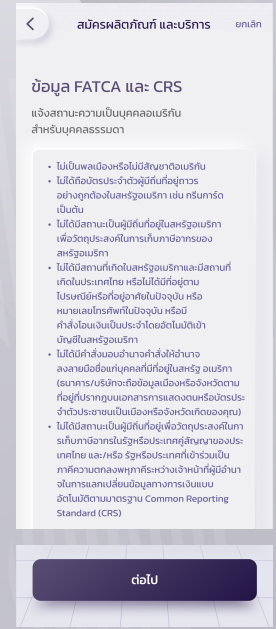 สมัครผลิตภัณฑ์ และบริการ
ยกเลิก
ข้อมูล FATCA และ CRS
แจ้งสถานะความเป็นบุคคลอเมริกัน
สำหรับบุคคลธรรมดา
• ไม่เป็นพลเมืองหรือไม่มีสัญชาติอเมริกัน
• ไม่ได้ถือบัตรประจำตัวผู้มีถิ่นที่อยู่ถาวร
อย่างถูกต้องในสหรัฐอเมริกา เช่น กรีนการ์ด
เป็นต้น
• ไม่ได้มีสถานะเป็นผู้มีถิ่นที่อยู่ในสหรัฐอเมริกา
เพื่อวัตถุประสงค์ในการเก็บภาษีอากรของ
สหรัฐอเมริกา
• ไม่ได้มีสถานที่เกิดในสหรัฐอเมริกาและมีสถานที่
เกิดในประเทศไทย หรือไม่ได้มีที่อยู่ตาม
ไปรษณีย์หรือที่อยู่อาศัยในปัจจุบัน หรือ
หมายเลขโทรศัพท์ในปัจจุบัน หรือมี
คำสั่งโอนเงินเป็นประจำโดยอัตโนมัติเข้า
บัญชีในสหรัฐอเมริกา
• ไม่ได้มีคำสั่งมอบอำนาจคำสั่งให้อำนาจ
ลงลายมือชื่อแก่บุคคลที่มีที่อยู่ในสหรัฐ อเมริกา
(ธนาคาร/บริษัทจะถือข้อมูลเมืองหรือจังหวัดตาม
ที่อยู่ที่ปรากฏบนเอกสารการแสดงตนหรือบัตรประ
จำตัวประชาชนเป็นเมืองหรือจังหวัดเกิดของคุณ)
• ไม่ได้มีสถานะเป็นผู้มีถิ่นที่อยู่เพื่อวัตถุประสงค์ในกา
รเก็บภาษีอากรในรัฐหรือประเทศคู่สัญญาของประ
เทศไทย และ/หรือ รัฐหรือประเทศที่เข้าร่วมเป็น
ภาคีความตกลงพหุภาคีระหว่างเจ้าหน้าที่ผู้มีอำนา
จในการแลกเปลี่ยนข้อมูลทางการเงินแบบ
อัตโนมัติตามมาตรฐาน Common Reporting
Standard (CRS)
ต่อไป